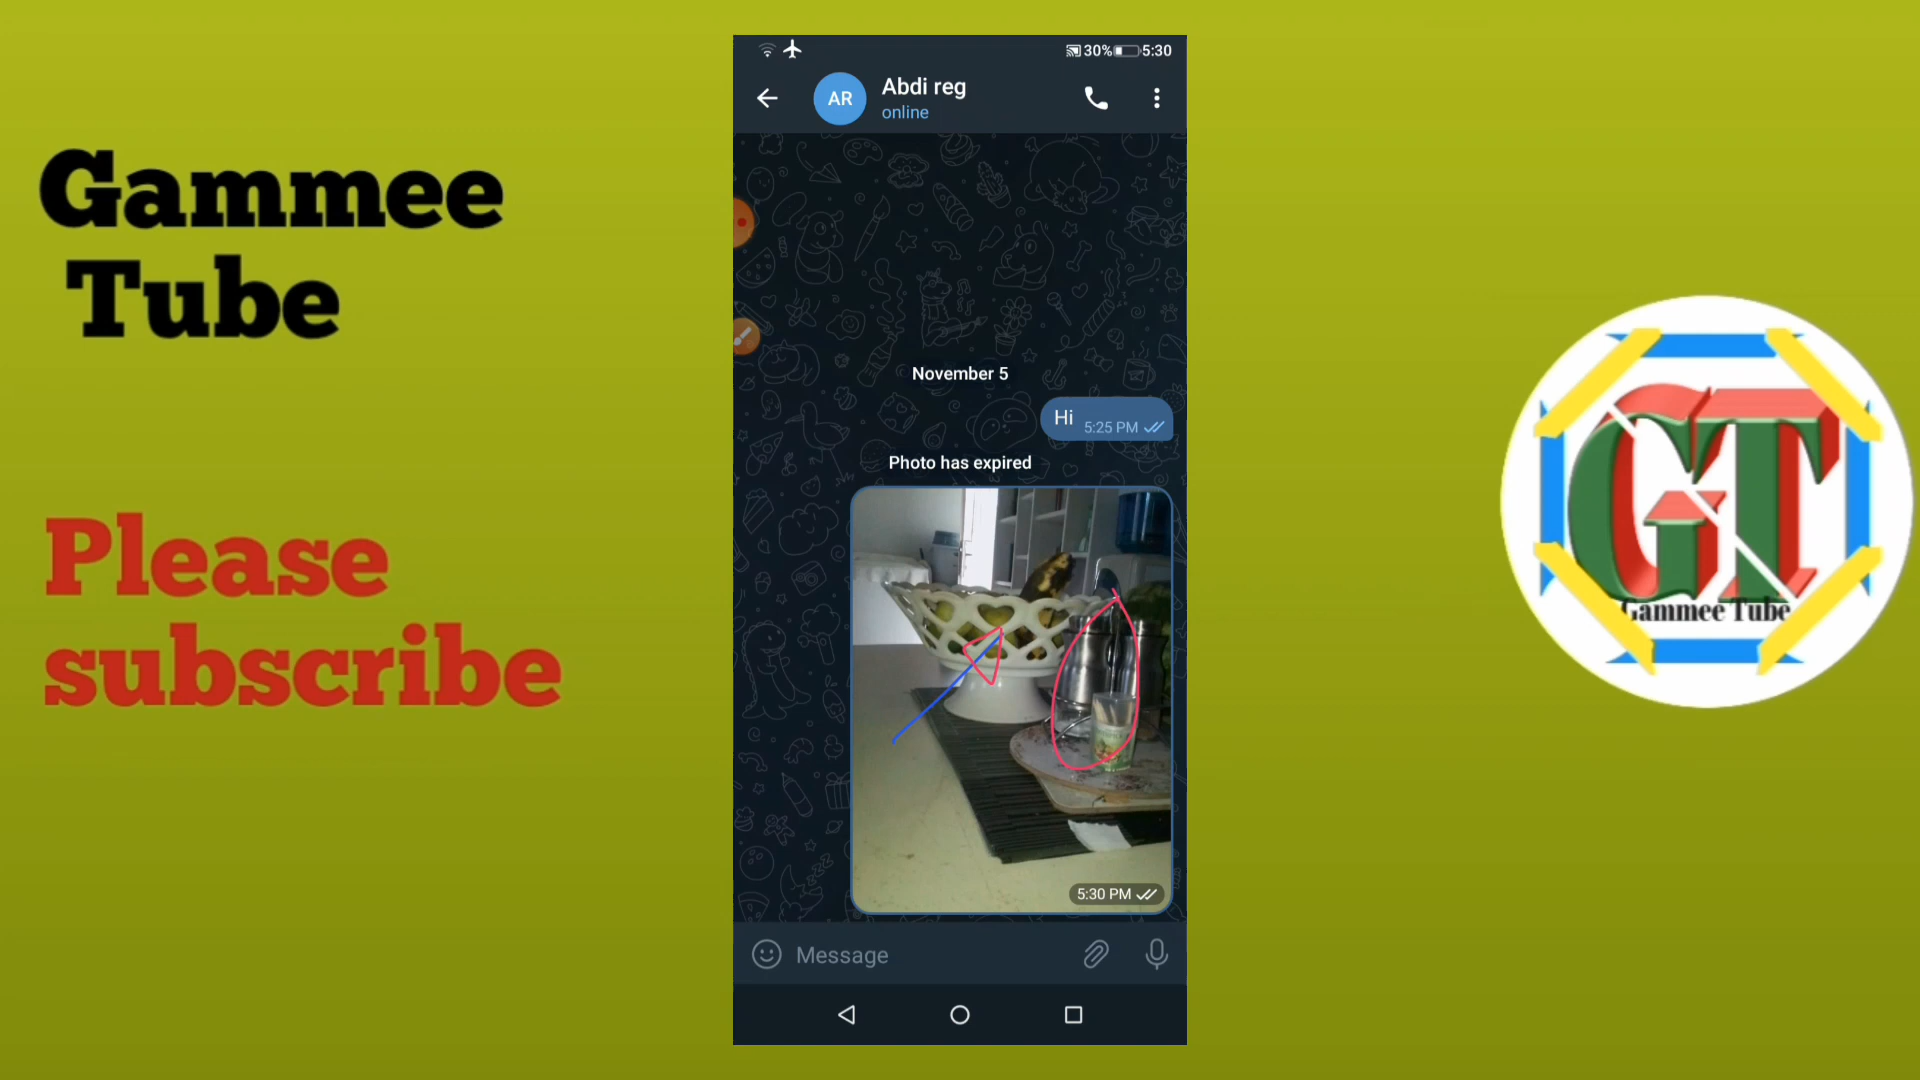 Gammee
Tube
Please
subscribe
30% 5:30
AR
Abdi reg
online
November 5
Hi
5:25 PM
Photo has expired
5:30 PM
Message
GT
Gammee Tube